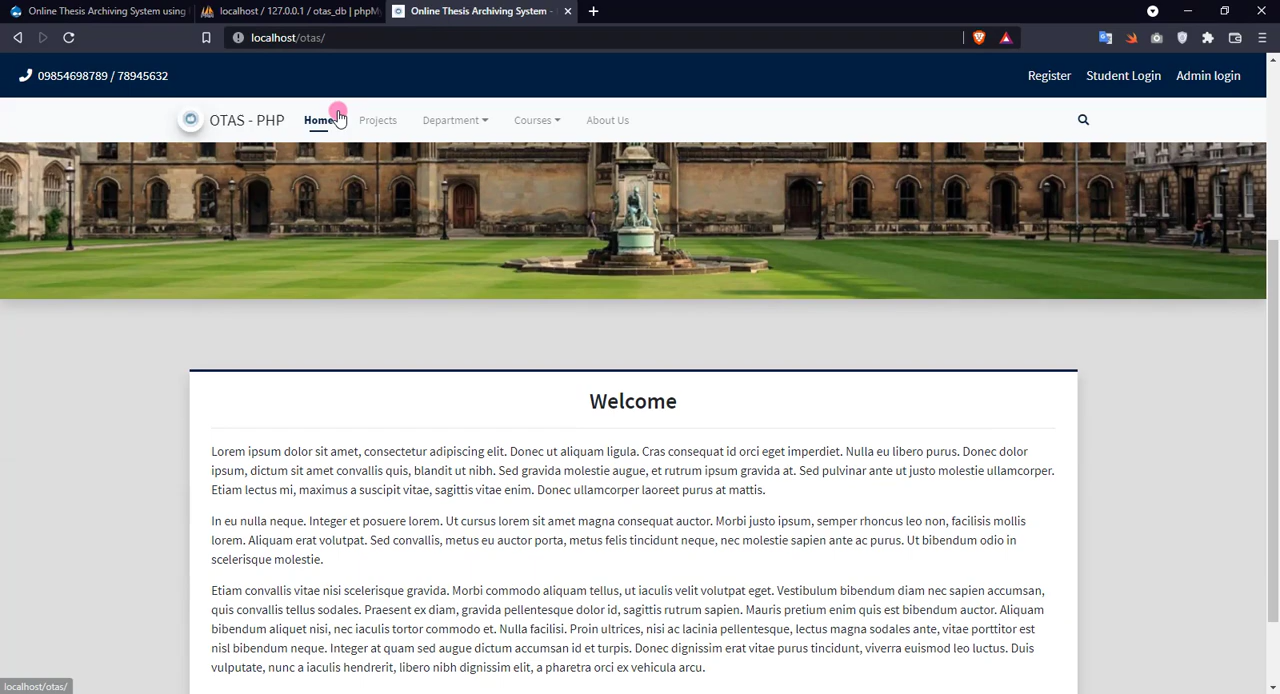 Online Thesis Archiving System using
localhost / 127.0.0.1 / otas_db | phpMy
Online Thesis Archiving System -
localhost/otas/
09854698789 / 78945632
Register Student Login Admin login
OTAS - PHP Home Projects Department Courses About Us
Welcome
Lorem ipsum dolor sit amet, consectetur adipiscing elit. Donec ut aliquam ligula. Cras consequat id orci eget imperdiet. Nulla eu libero purus. Donec dolor
ipsum, dictum sit amet convallis quis, blandit ut nibh. Sed gravida molestie augue, et rutrum ipsum gravida at. Sed pulvinar ante ut justo molestie ullamcorper.
Etiam lectus mi, maximus a suscipit vitae, sagittis vitae enim. Donec ullamcorper laoreet purus at mattis.
In eu nulla neque. Integer et posuere lorem. Ut cursus lorem sit amet magna consequat auctor. Morbi justo ipsum, semper rhoncus leo non, facilisis mollis
lorem. Aliquam erat volutpat. Sed convallis, metus eu auctor porta, metus felis tincidunt neque, nec molestie sapien ante ac purus. Ut bibendum odio in
scelerisque molestie.
Etiam convallis vitae nisi scelerisque gravida. Morbi commodo aliquam tellus, ut iaculis velit volutpat eget. Vestibulum bibendum diam nec sapien accumsan,
quis convallis tellus sodales. Praesent ex diam, gravida pellentesque dolor id, sagittis rutrum sapien. Mauris pretium enim quis est bibendum auctor. Aliquam
bibendum aliquet nisi, nec iaculis tortor commodo et. Nulla facilisi. Proin ultrices, nisi ac lacinia pellentesque, lectus magna sodales ante, vitae porttitor est
nisl bibendum neque. Integer at quam sed augue dictum accumsan id et turpis. Donec dignissim erat vitae purus tincidunt, viverra euismod leo luctus. Duis
vulputate, nunc a iaculis hendrerit, libero nibh dignissim elit, a pharetra orci ex vehicula arcu.
localhost/otas/